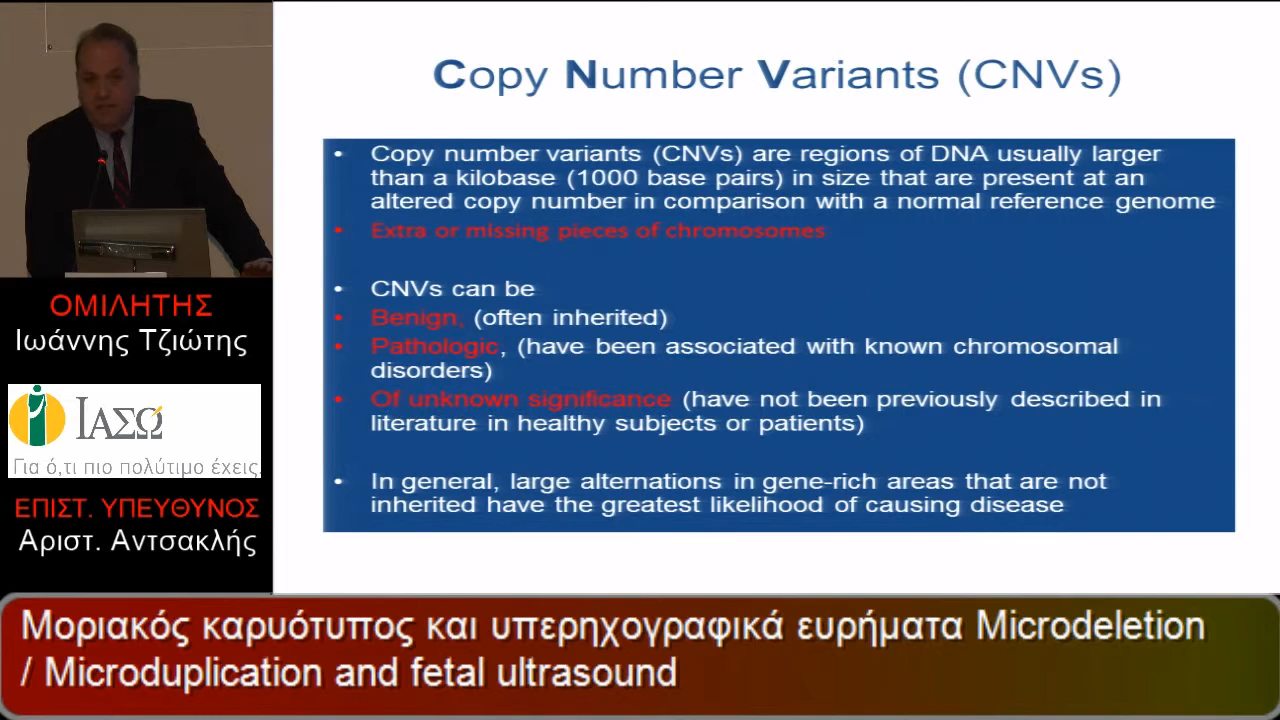 Copy Number Variants (CNVs)
• Copy number variants (CNVs) are regions of DNA usually larger
than a kilobase (1000 base pairs) in size that are present at an
altered copy number in comparison with a normal reference genome
• Extra or missing pieces of chromosomes
• CNVs can be
• Benign, (often inherited)
• Pathologic, (have been associated with known chromosomal
disorders)
• Of unknown significance (have not been previously described in
literature in healthy subjects or patients)
• In general, large alternations in gene-rich areas that are not
inherited have the greatest likelihood of causing disease
ΟΜΙΛΗΤΗΣ
Ιωάννης Τζιώτης
ΙΑΣΩ
Για ό,τι πιο πολύτιμο έχεις.
ΕΠΙΣΤ. ΥΠΕΥΘΥΝΟΣ
Αριστ. Αντσακλής
Μοριακός καρυότυπος και υπερηχογραφικά ευρήματα Microdeletion
/ Microduplication and fetal ultrasound